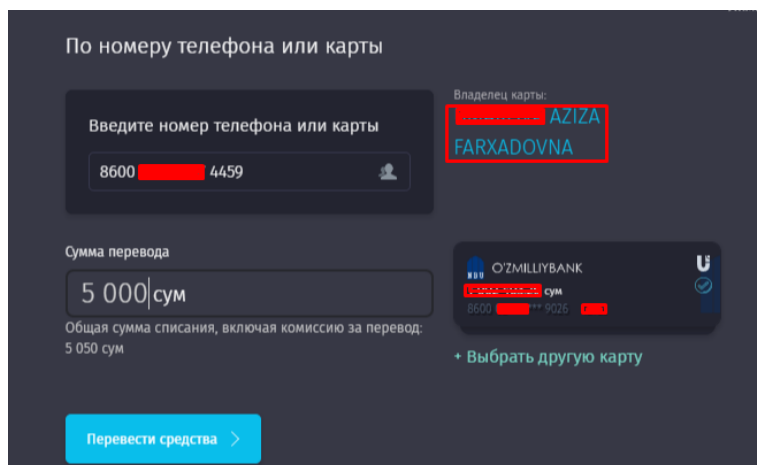 По номеру телефона или карты
Введите номер телефона или карты
8600 4459
Владелец карты:
AZIZA
FARXADOVNA
Сумма перевода
5 000 сум
Общая сумма списания, включая комиссию за перевод:
5 050 сум
NBU O'ZMILLIYBANK
сум
8600 *** 9026
+ Выбрать другую карту
Перевести средства